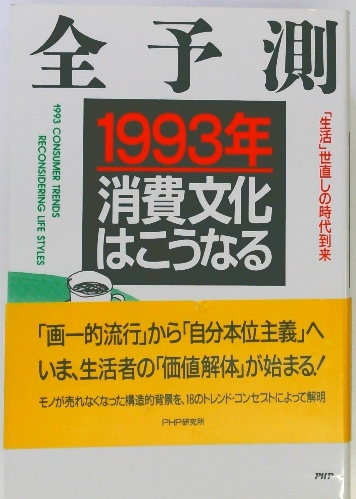 全予測
1993年
消費文化
はこうなる
「生活」世直しの時代到来
1993 CONSUMER TRENDS
RECONSIDERING LIFE STYLES
「画一的流行」から「自分本位主義」へ
いま、生活者の「価値解体」が始まる!
モノが売れなくなった構造的背景を、18のトレンド・コンセプトによって解明
PHP研究所
PHP